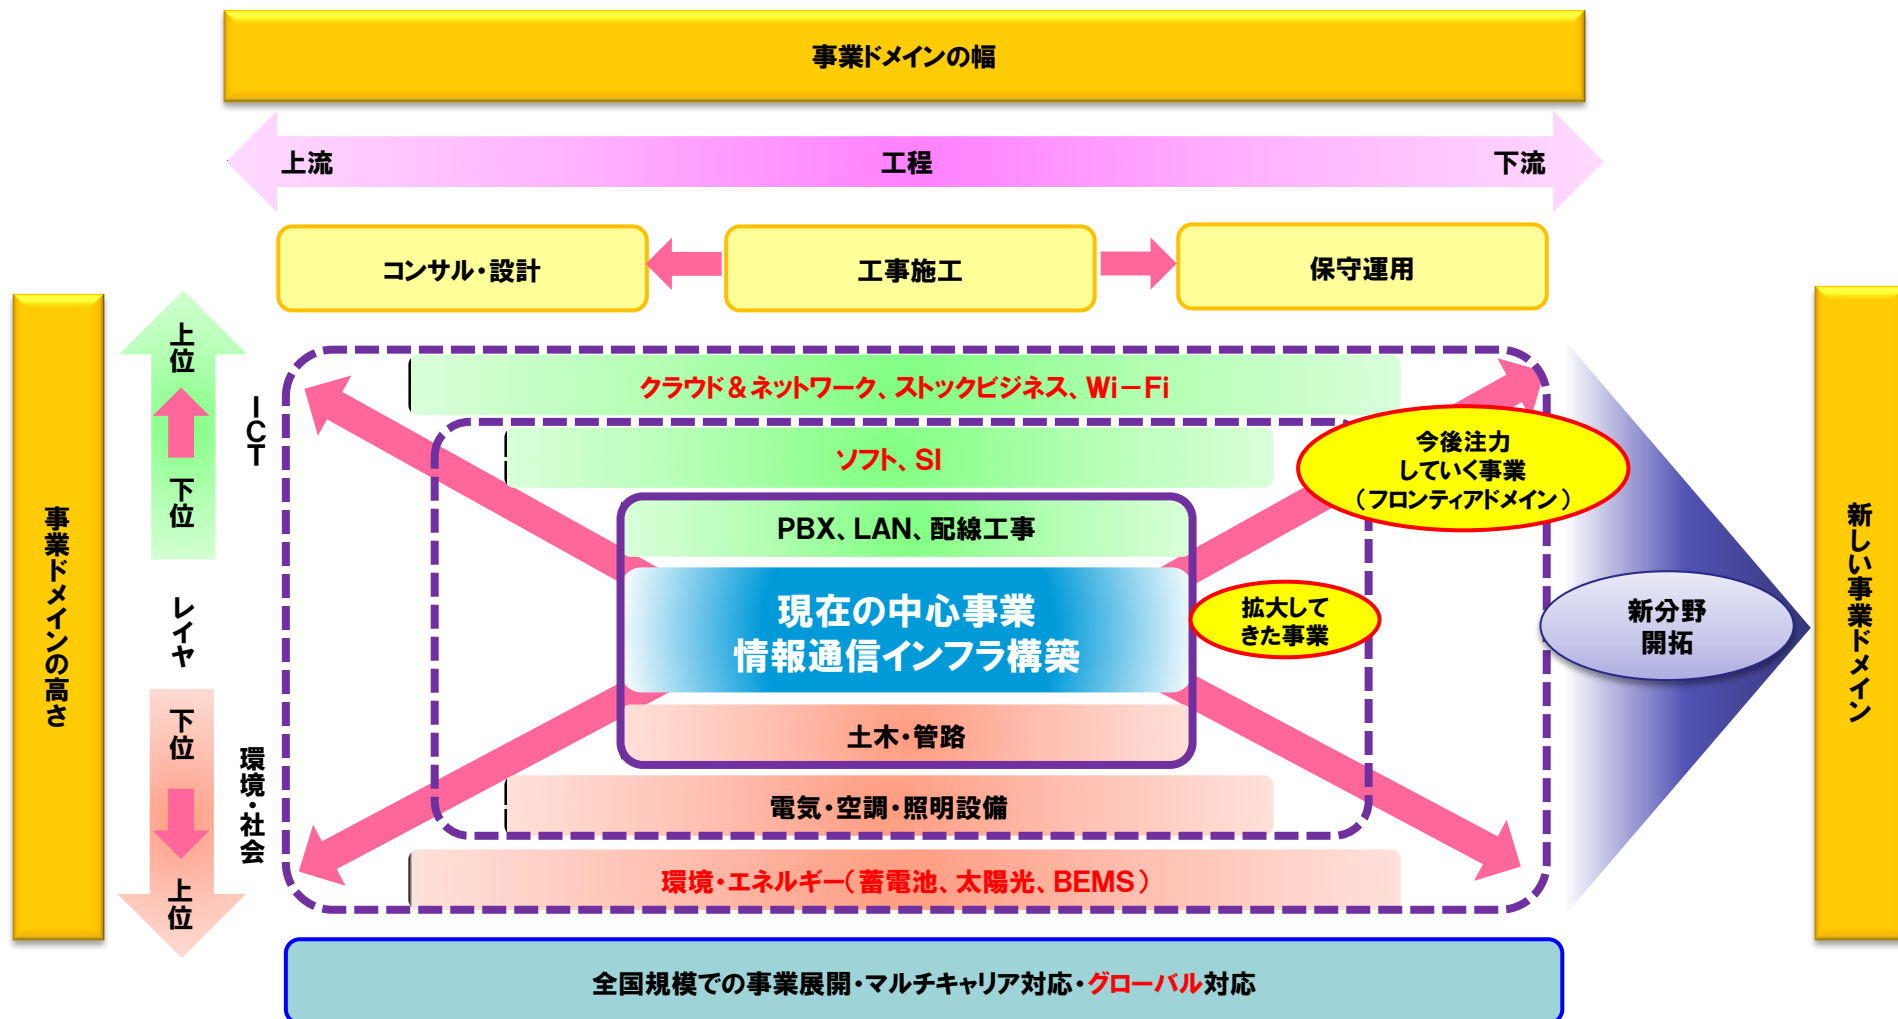 事業ドメインの幅
上流
工程
下流
コンサル・設計
工事施工
保守運用
事業ドメインの高さ
上位
下位
ICT
レイヤ
下位
上位
環境・社会
クラウド&ネットワーク、ストックビジネス、Wi-Fi
ソフト、SI
PBX、LAN、配線工事
現在の中心事業
情報通信インフラ構築
土木・管路
電気・空調・照明設備
環境・エネルギー(蓄電池、太陽光、BEMS)
今後注力
していく事業
(フロンティアドメイン)
拡大して
きた事業
新分野
開拓
新しい事業ドメイン
全国規模での事業展開・マルチキャリア対応・グローバル対応